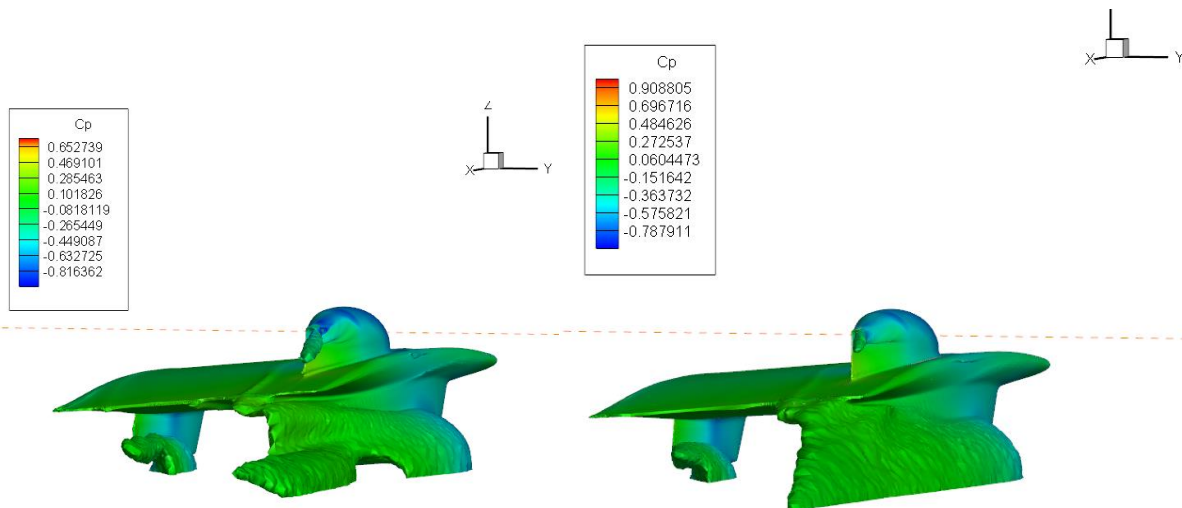 Cp
0.652739
0.469101
0.285463
0.101826
-0.0818119
-0.265449
-0.449087
-0.632725
-0.816362
Z
X
Y
Cp
0.908805
0.696716
0.484626
0.272537
0.0604473
-0.151642
-0.363732
-0.575821
-0.787911
X
Y